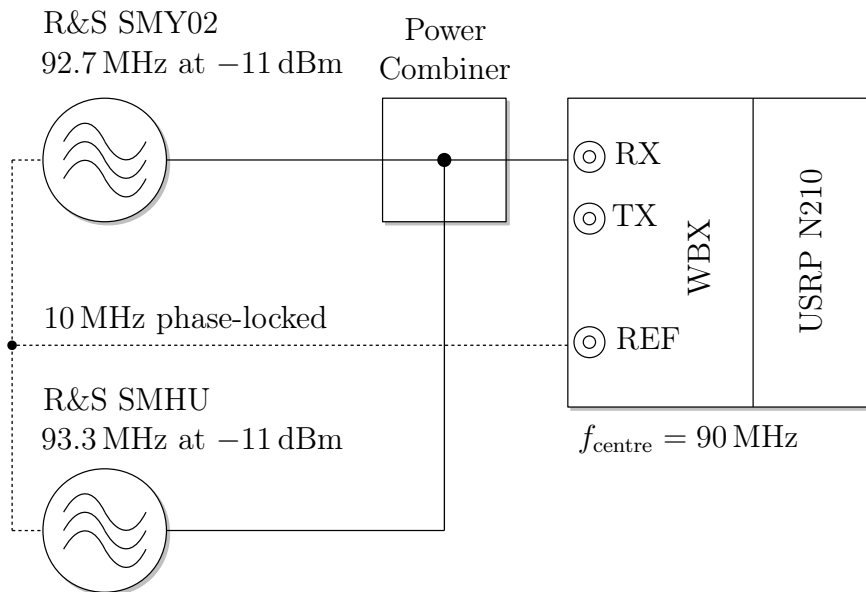 R&S SMY02
92.7 MHz at −11 dBm
Power
Combiner
RX
TX
WBX
USRP N210
10 MHz phase-locked
REF
R&S SMHU
93.3 MHz at −11 dBm
f_centre = 90 MHz